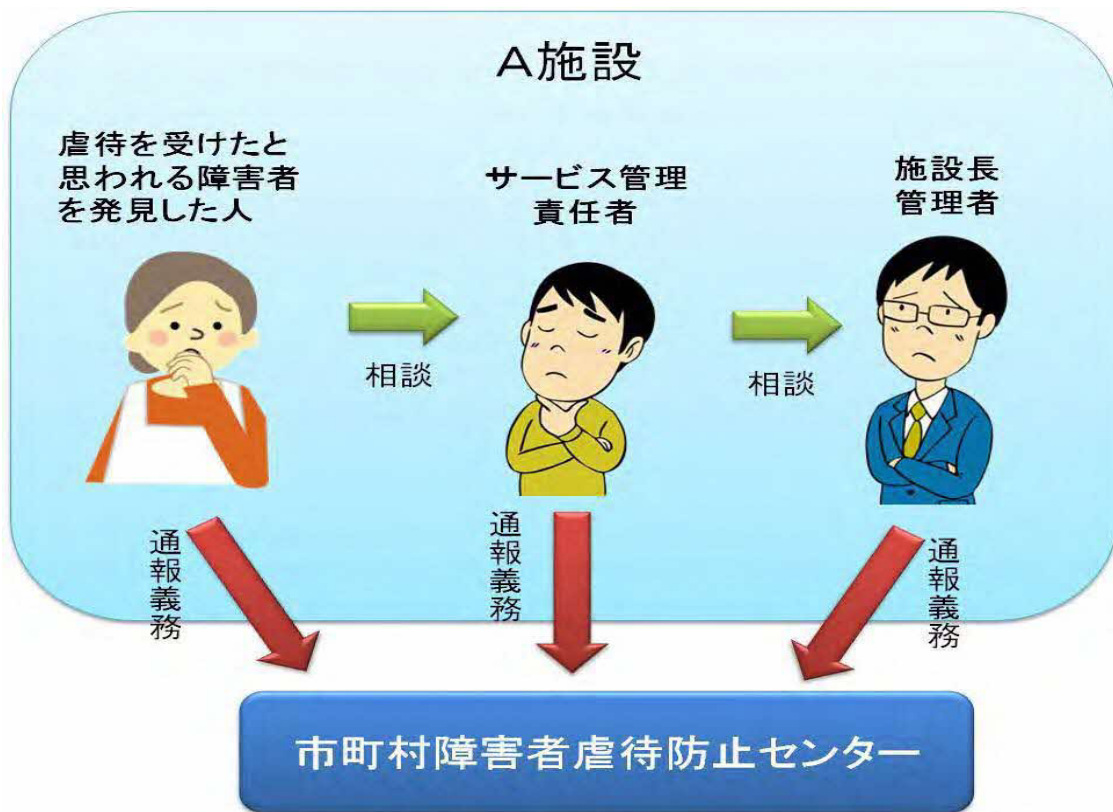 A施設
虐待を受けたと
思われる障害者
を発見した人
サービス管理
責任者
施設長
管理者
相談
相談
通報義務
通報義務
通報義務
市町村障害者虐待防止センター